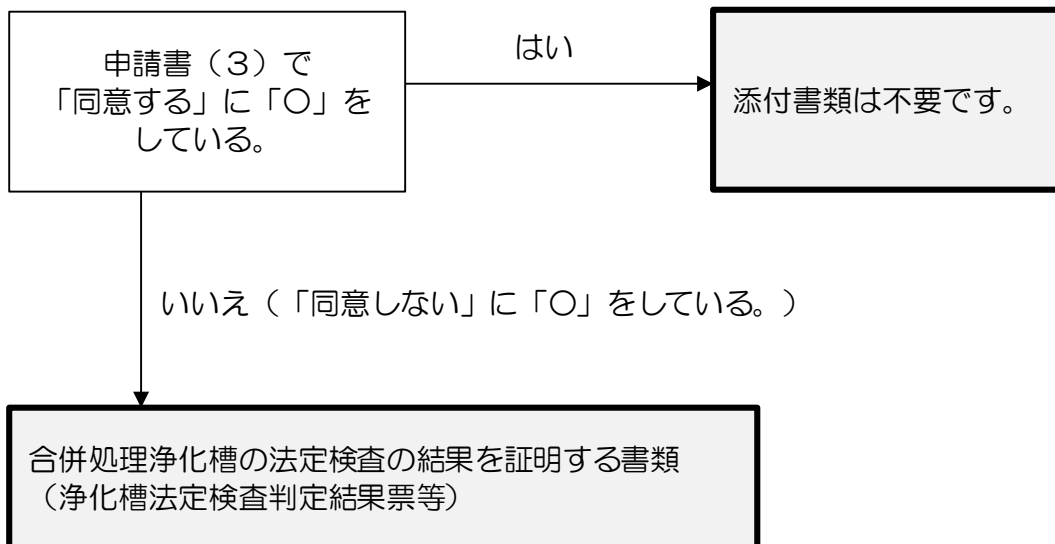 申請書（３）で
「同意する」に「〇」を
している。
はい
添付書類は不要です。
いいえ（「同意しない」に「〇」をしている。）
合併処理浄化槽の法定検査の結果を証明する書類
（浄化槽法定検査判定結果票等）